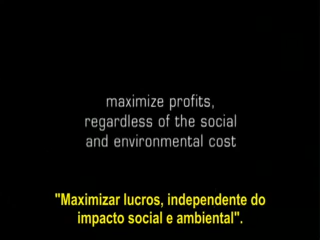 maximize profits,
regardless of the social
and environmental cost
"Maximizar lucros, independente do
impacto social e ambiental".